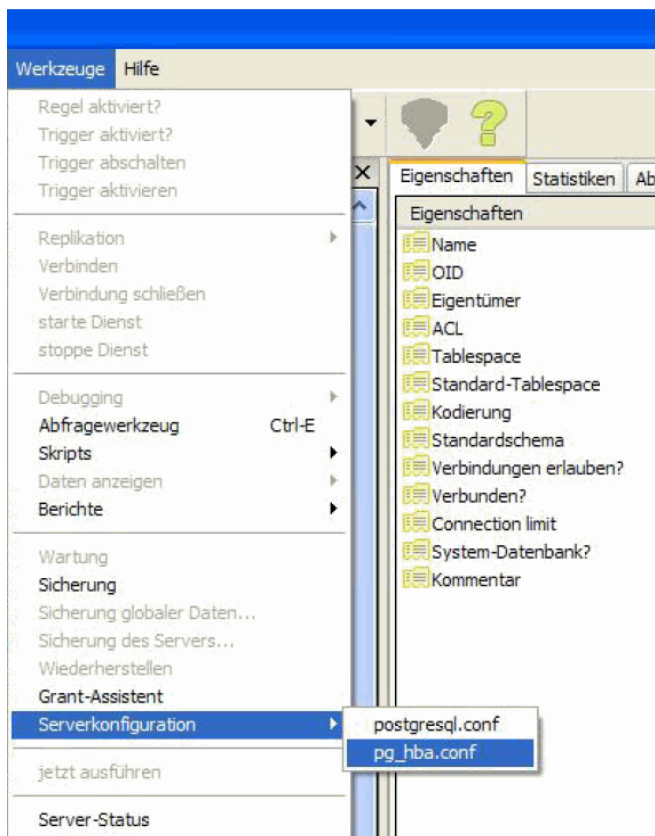 Werkzeuge Hilfe
Regel aktiviert?
Trigger aktiviert?
Trigger abschalten
Trigger aktivieren
Replikation
Verbinden
Verbindung schließen
starte Dienst
stoppe Dienst
Debugging
Abfragewerkzeug Ctrl-E
Skripts
Daten anzeigen
Berichte
Wartung
Sicherung
Sicherung globaler Daten...
Sicherung des Servers...
Wiederherstellen
Grant-Assistent
Serverkonfiguration
jetzt ausführen
Server-Status
postgresql.conf
pg_hba.conf
Eigenschaften Statistiken Ab
Eigenschaften
Name
OID
Eigentümer
ACL
Tablespace
Standard-Tablespace
Kodierung
Standardschema
Verbindungen erlauben?
Verbunden?
Connection limit
System-Datenbank?
Kommentar